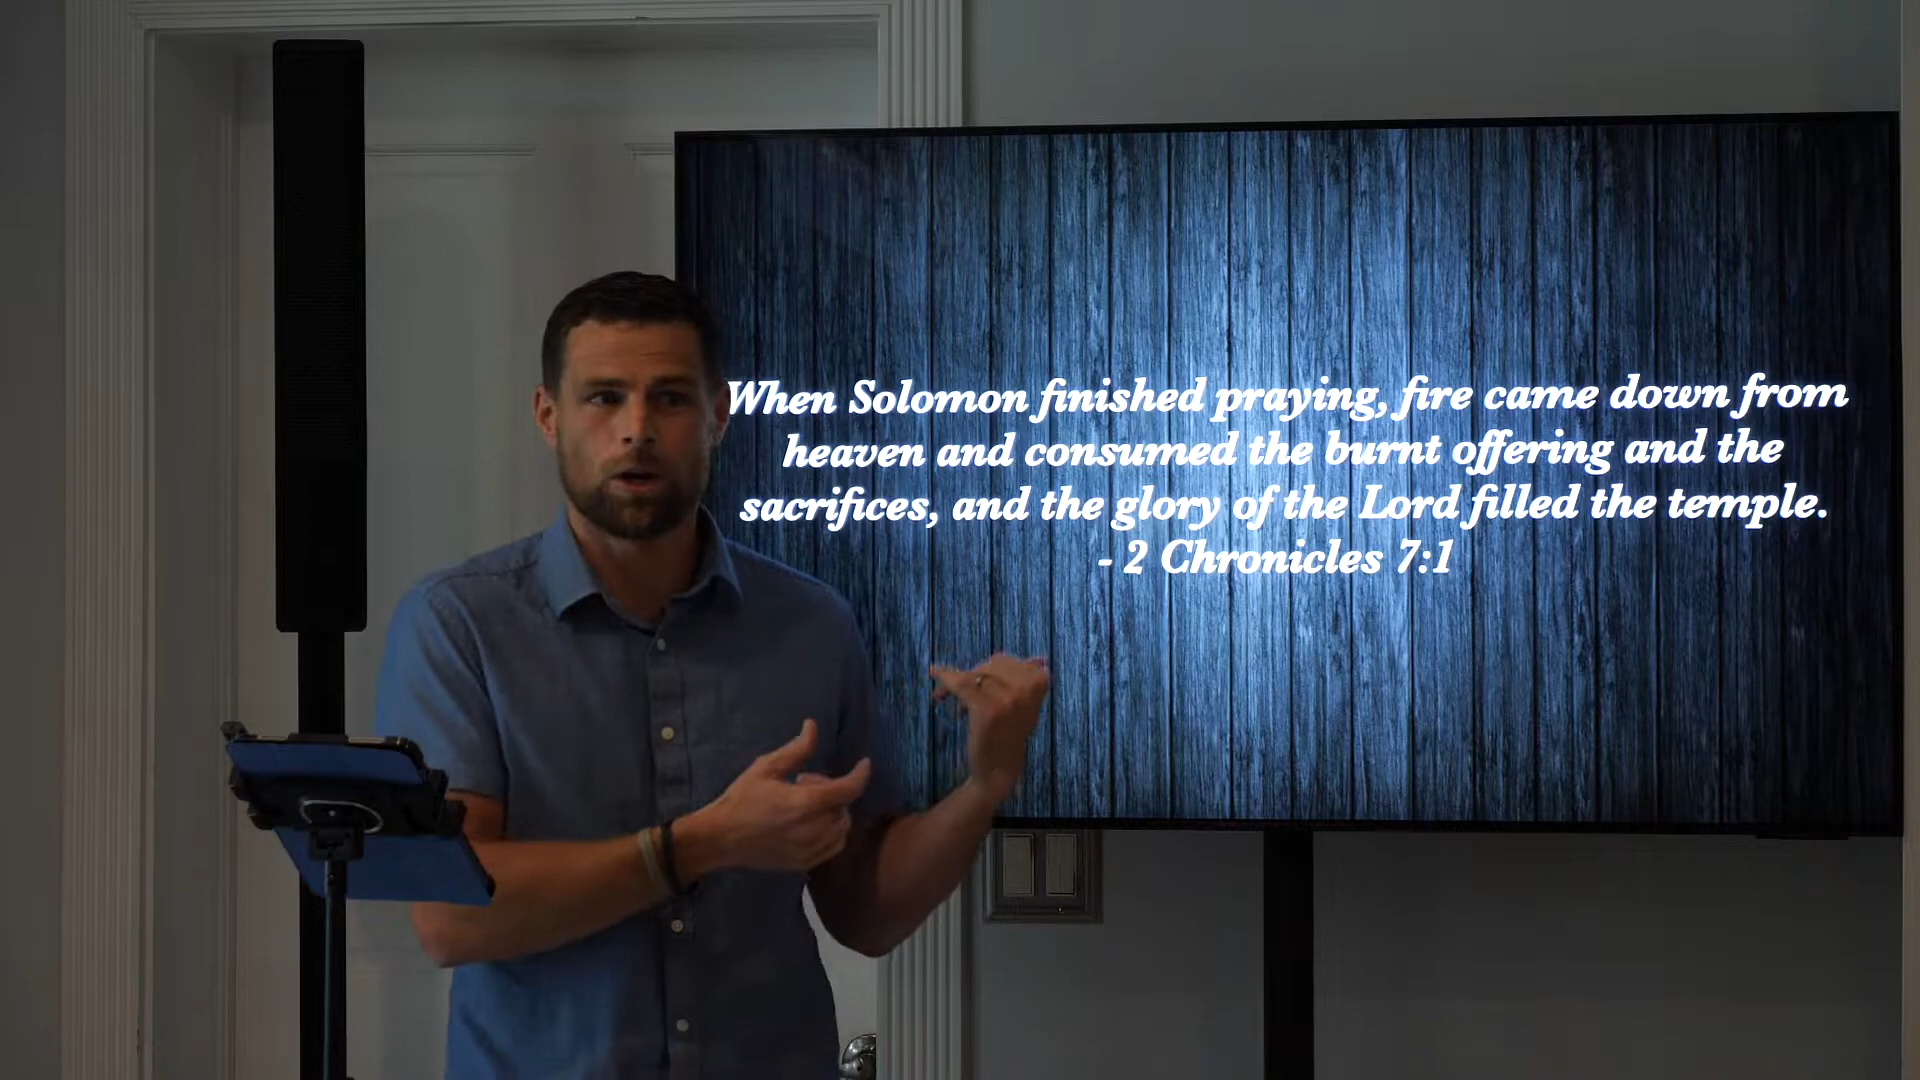 When Solomon finished praying, fire came down from
heaven and consumed the burnt offering and the
sacrifices, and the glory of the Lord filled the temple.
- 2 Chronicles 7:1